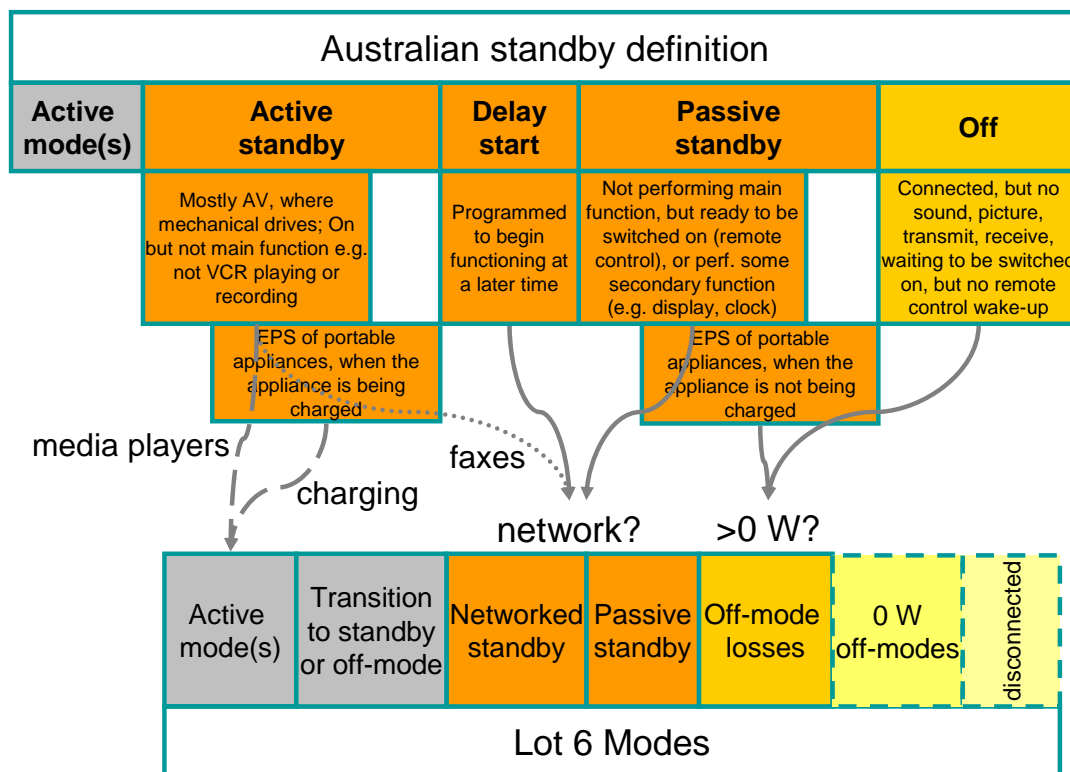 Australian standby definition
Active
mode(s)
Active
standby
Delay
start
Passive
standby
Off
Mostly AV, where
mechanical drives; On
but not main function e.g.
not VCR playing or
recording
Programmed
to begin
functioning at
a later time
Not performing main
function, but ready to be
switched on (remote
control), or perf. some
secondary function
(e.g. display, clock)
Connected, but no
sound, picture,
transmit, receive,
waiting to be switched
on, but no remote
control wake-up
EPS of portable
appliances, when the
appliance is being
charged
EPS of portable
appliances, when the
appliance is not being
charged
media players
charging
faxes
network?
>0 W?
Active
mode(s)
Transition
to standby
or off-mode
Networked
standby
Passive
standby
Off-mode
losses
0 W
off-modes
disconnected
Lot 6 Modes